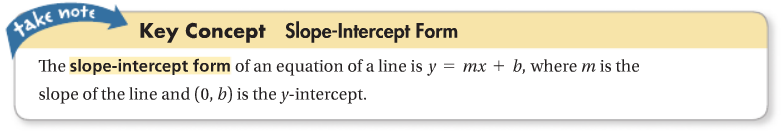 take note
Key Concept Slope-Intercept Form
The slope-intercept form of an equation of a line is y = mx + b, where m is the
slope of the line and (0, b) is the y-intercept.